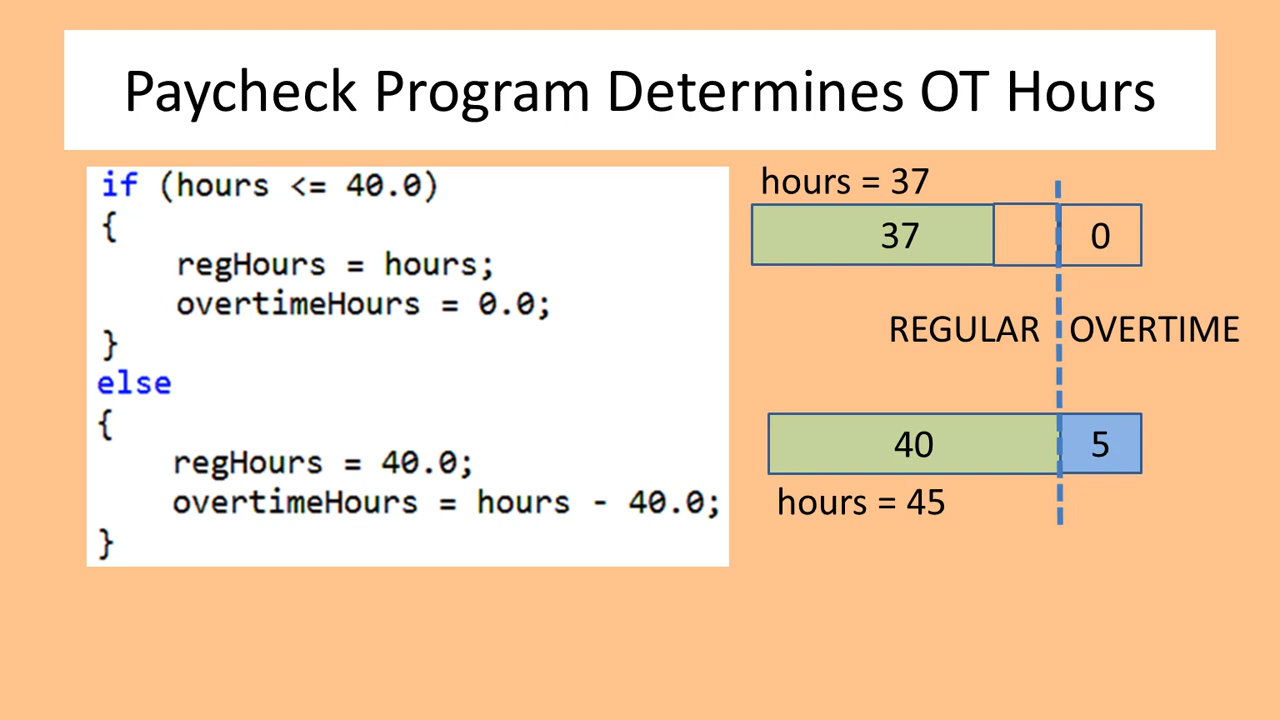 Paycheck Program Determines OT Hours
if (hours <= 40.0)
{
regHours = hours;
overtimeHours = 0.0;
}
else
{
regHours = 40.0;
overtimeHours = hours - 40.0;
}
hours = 37
37 0
REGULAR OVERTIME
40 5
hours = 45